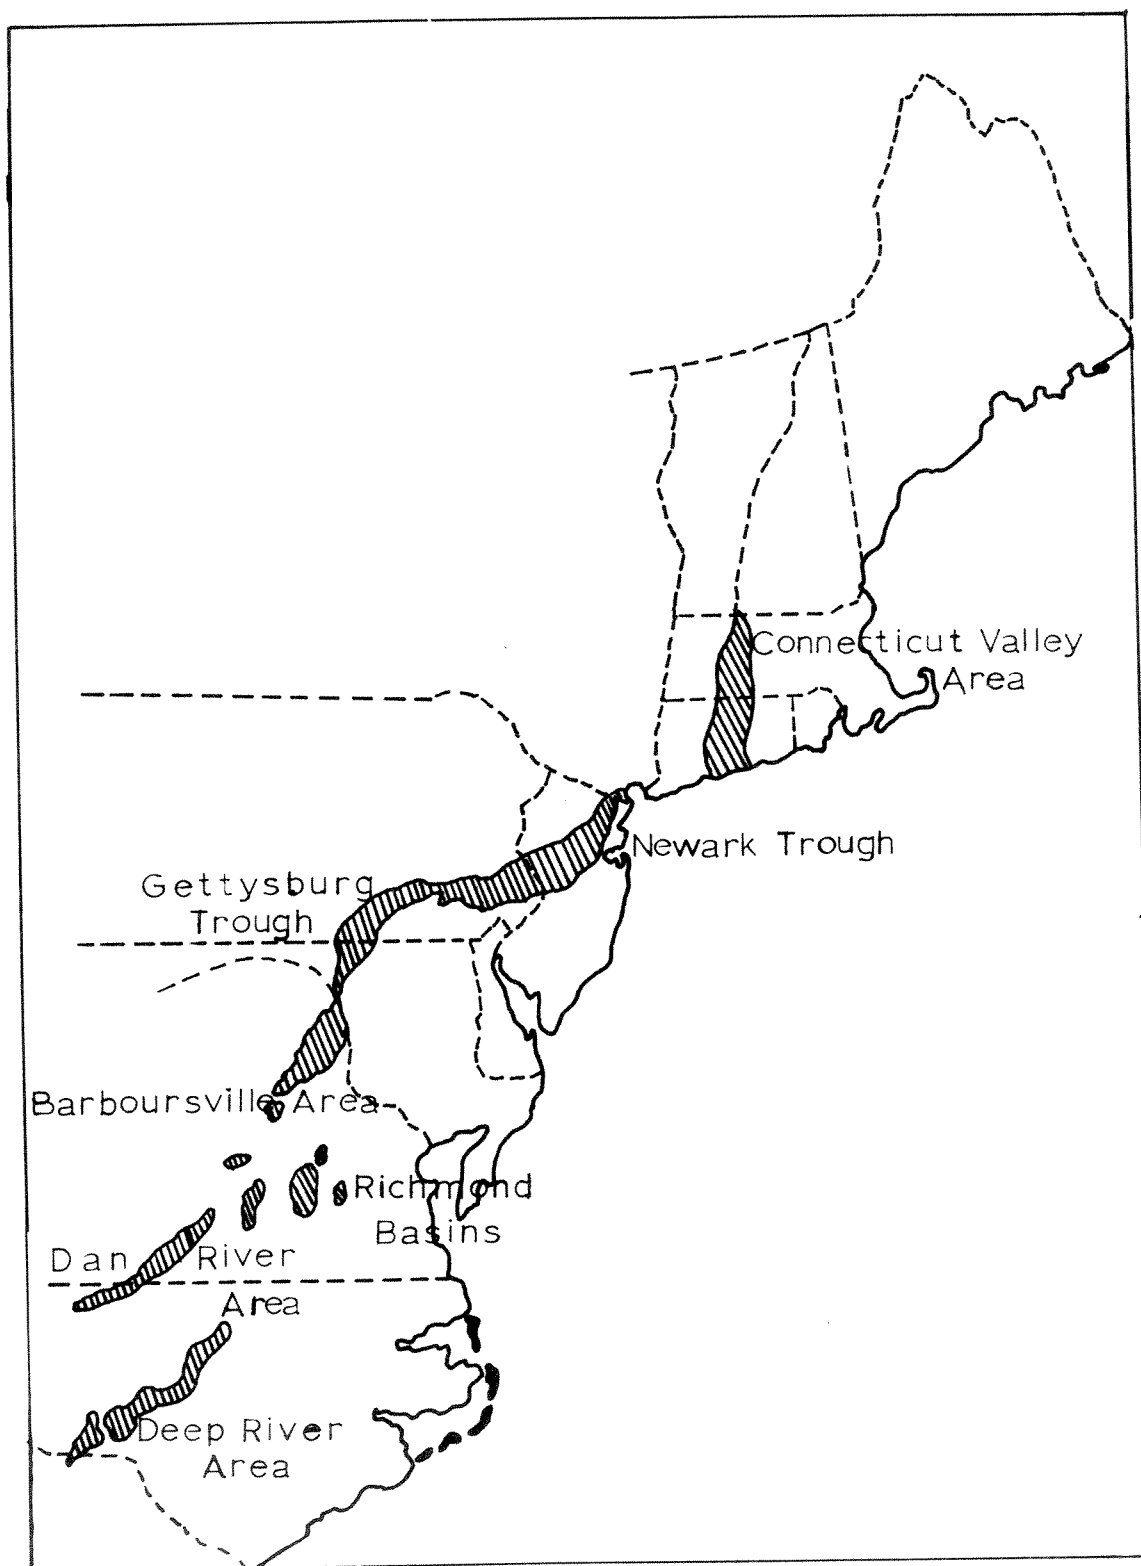 Connecticut Valley
Area
Newark Trough
Gettysburg
Trough
Barboursville Area
Richmond
Basins
Dan River
Area
Deep River
Area